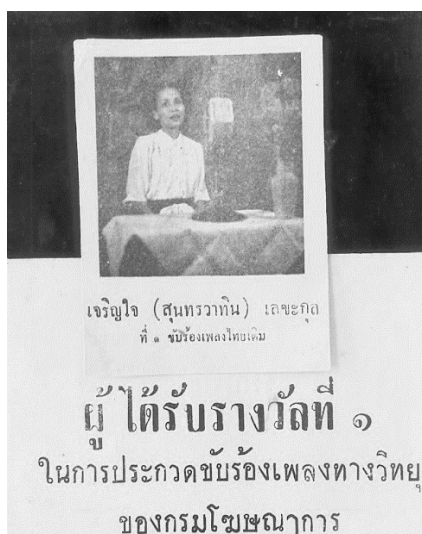 เจริญใจ (สุนทรวาทิน) เลขะกุล
ที่ ๑ ขับร้องเพลงไทยเดิม
ผู้ ได้รับรางวัลที่ ๑
ในการประกวดขับร้องเพลงทางวิทยุ
ของกรมโฆษณาการ